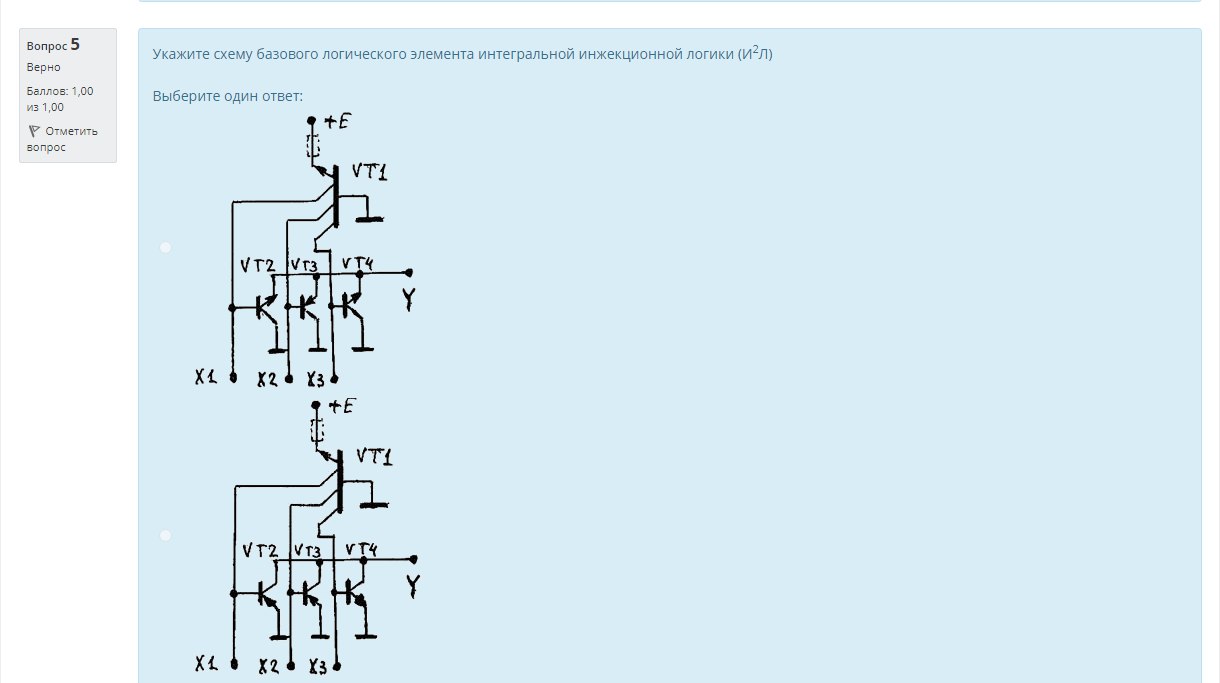 Вопрос 5
Верно
Баллов: 1,00
из 1,00
Отметить
вопрос
Укажите схему базового логического элемента интегральной инжекционной логики (И²Л)
Выберите один ответ:
+E
VT1
VT2 VT3 VT4
Y
X1 X2 X3
+E
VT1
VT2 VT3 VT4
Y
X1 X2 X3